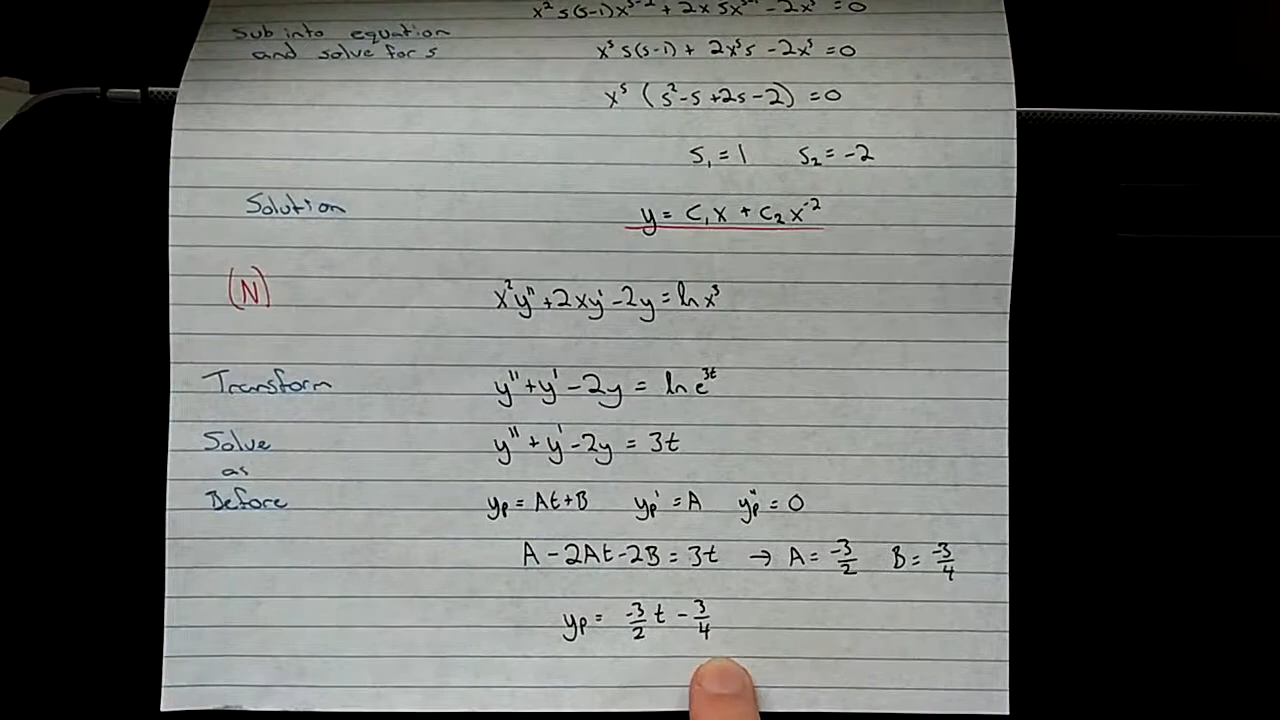 x² s(s-1)x^(s-2) + 2x sx^(s-1) - 2x^s = 0
Sub into equation
and solve for s
x^s s(s-1) + 2x^s s - 2x^s = 0
x^s (s² - s + 2s - 2) = 0
s₁ = 1 s₂ = -2
Solution y = C₁x + C₂x⁻²
(N) x²y'' + 2xy' - 2y = ln x³
Transform y'' + y' - 2y = ln e^(3t)
Solve y'' + y' - 2y = 3t
as
Before yp = At+B yp' = A yp'' = 0
A - 2At - 2B = 3t → A = -3/2 B = -3/4
yp = -3/2 t - 3/4